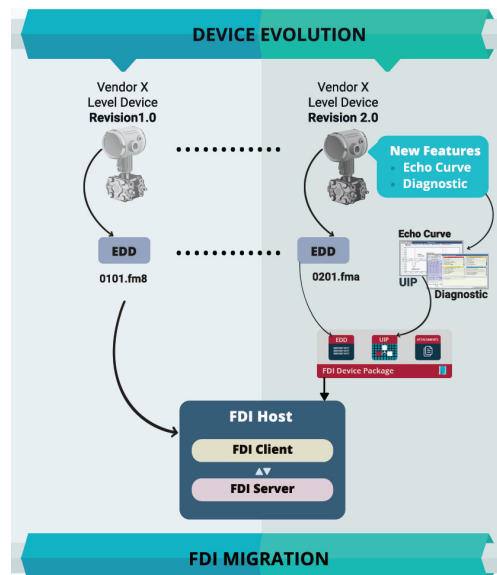 DEVICE EVOLUTION
Vendor X
Level Device
Revision1.0
Vendor X
Level Device
Revision 2.0
New Features
• Echo Curve
• Diagnostic
EDD
0101.fm8
EDD
0201.fma
Echo Curve
UIP
Diagnostic
EDD
UIP
ATTACHMENTS
FDI Device Package
FDI Host
FDI Client
FDI Server
FDI MIGRATION